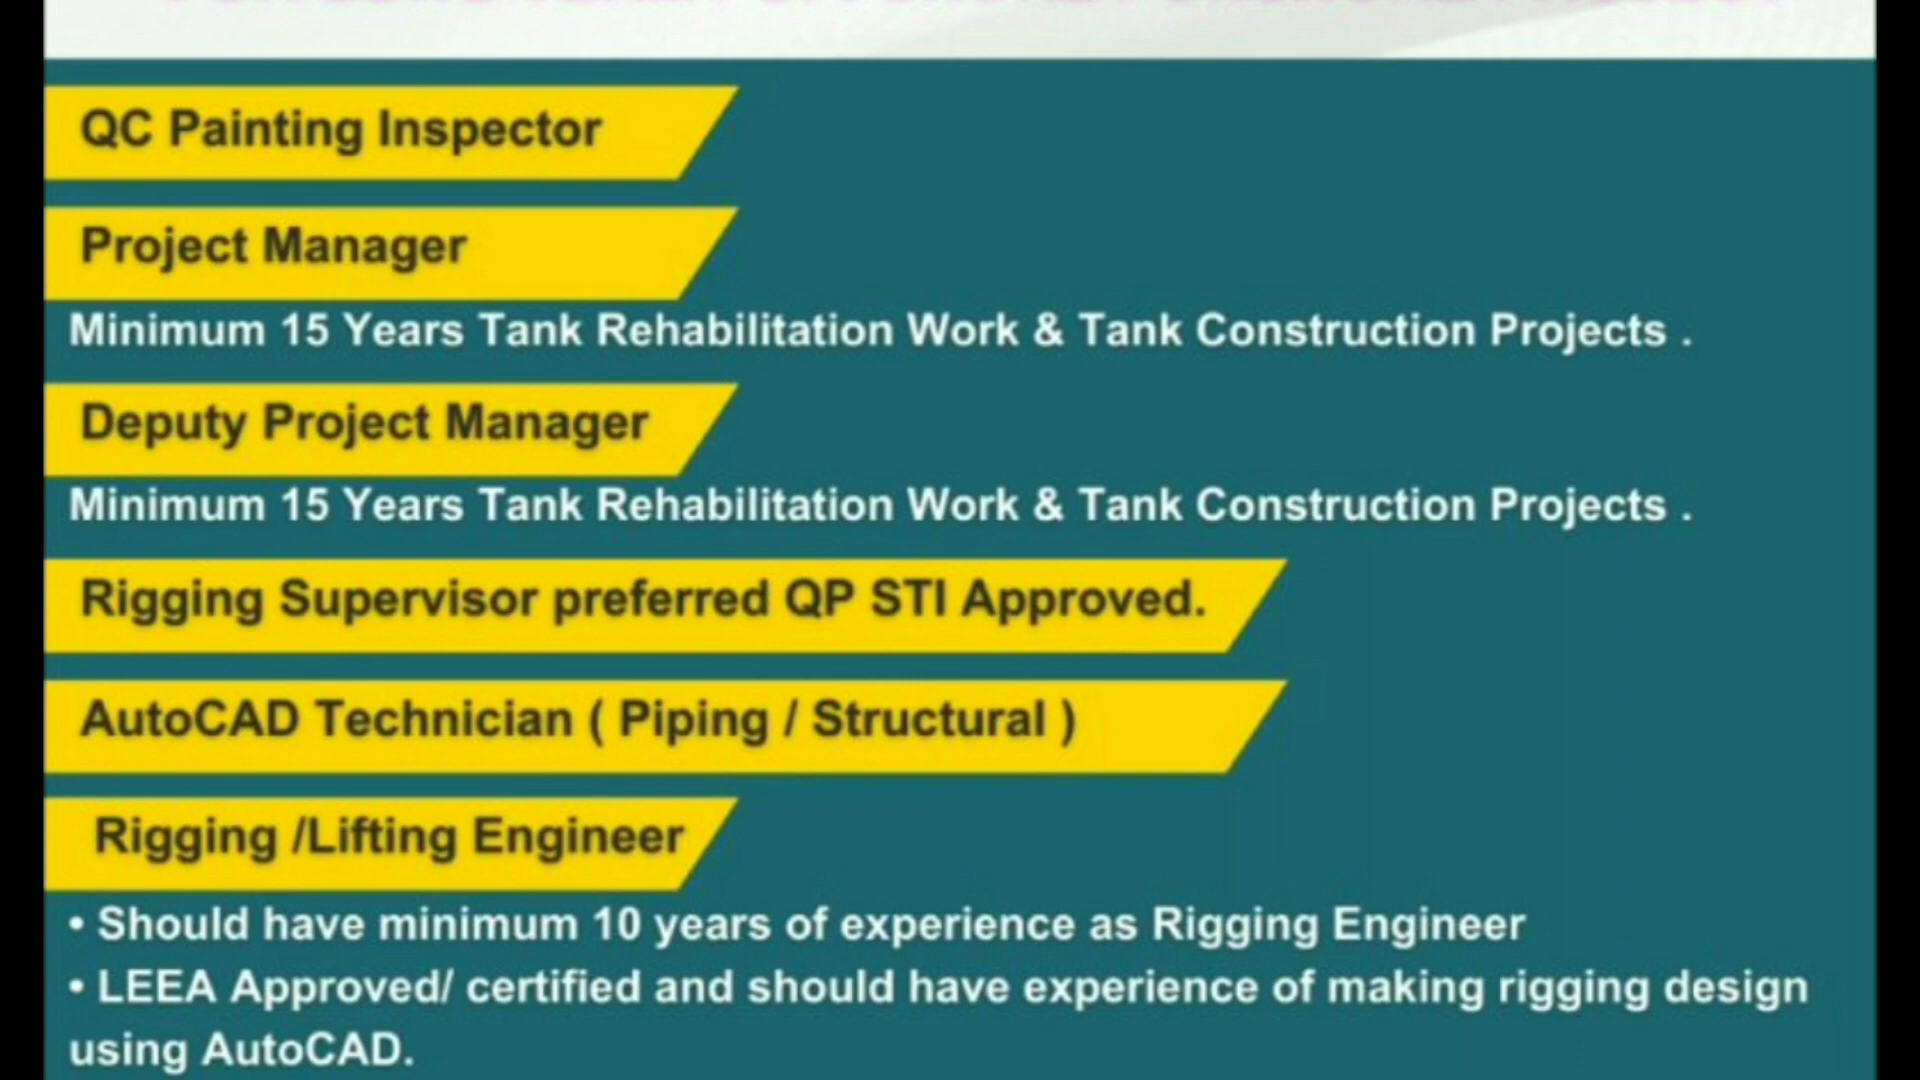 QC Painting Inspector
Project Manager
Minimum 15 Years Tank Rehabilitation Work & Tank Construction Projects .
Deputy Project Manager
Minimum 15 Years Tank Rehabilitation Work & Tank Construction Projects .
Rigging Supervisor preferred QP STI Approved.
AutoCAD Technician ( Piping / Structural )
Rigging /Lifting Engineer
• Should have minimum 10 years of experience as Rigging Engineer
• LEEA Approved/ certified and should have experience of making rigging design
using AutoCAD.